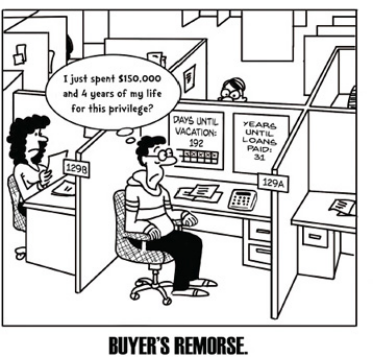 I just spent $150,000
and 4 years of my life
for this privilege?
DAYS UNTIL
VACATION:
192
YEARS
UNTIL
LOANS
PAID:
31
129B
129A
BUYER'S REMORSE.